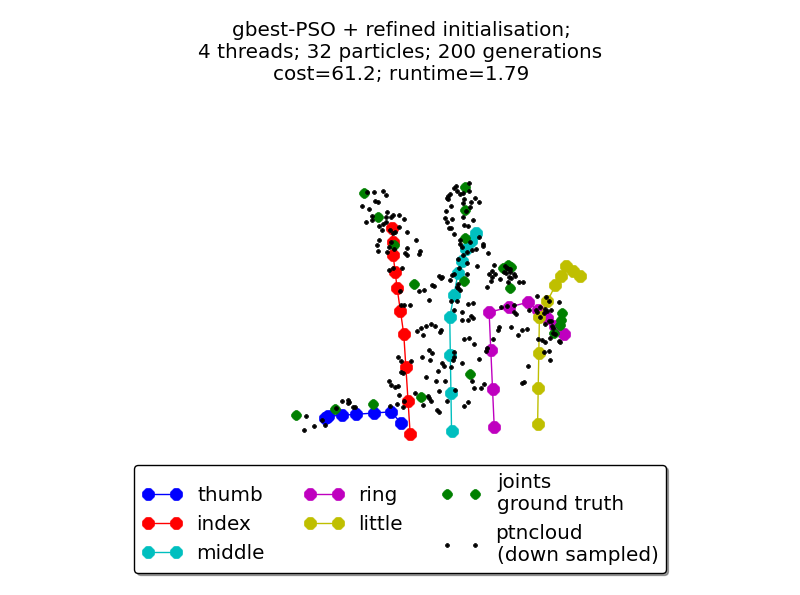 gbest-PSO + refined initialisation;
4 threads; 32 particles; 200 generations
cost=61.2; runtime=1.79
thumb
index
middle
ring
little
joints
ground truth
ptncloud
(down sampled)